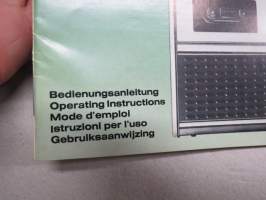 Bedienungsanleitung
Operating Instructions
Mode d'emploi
Istruzioni per l'uso
Gebruiksaanwijzing